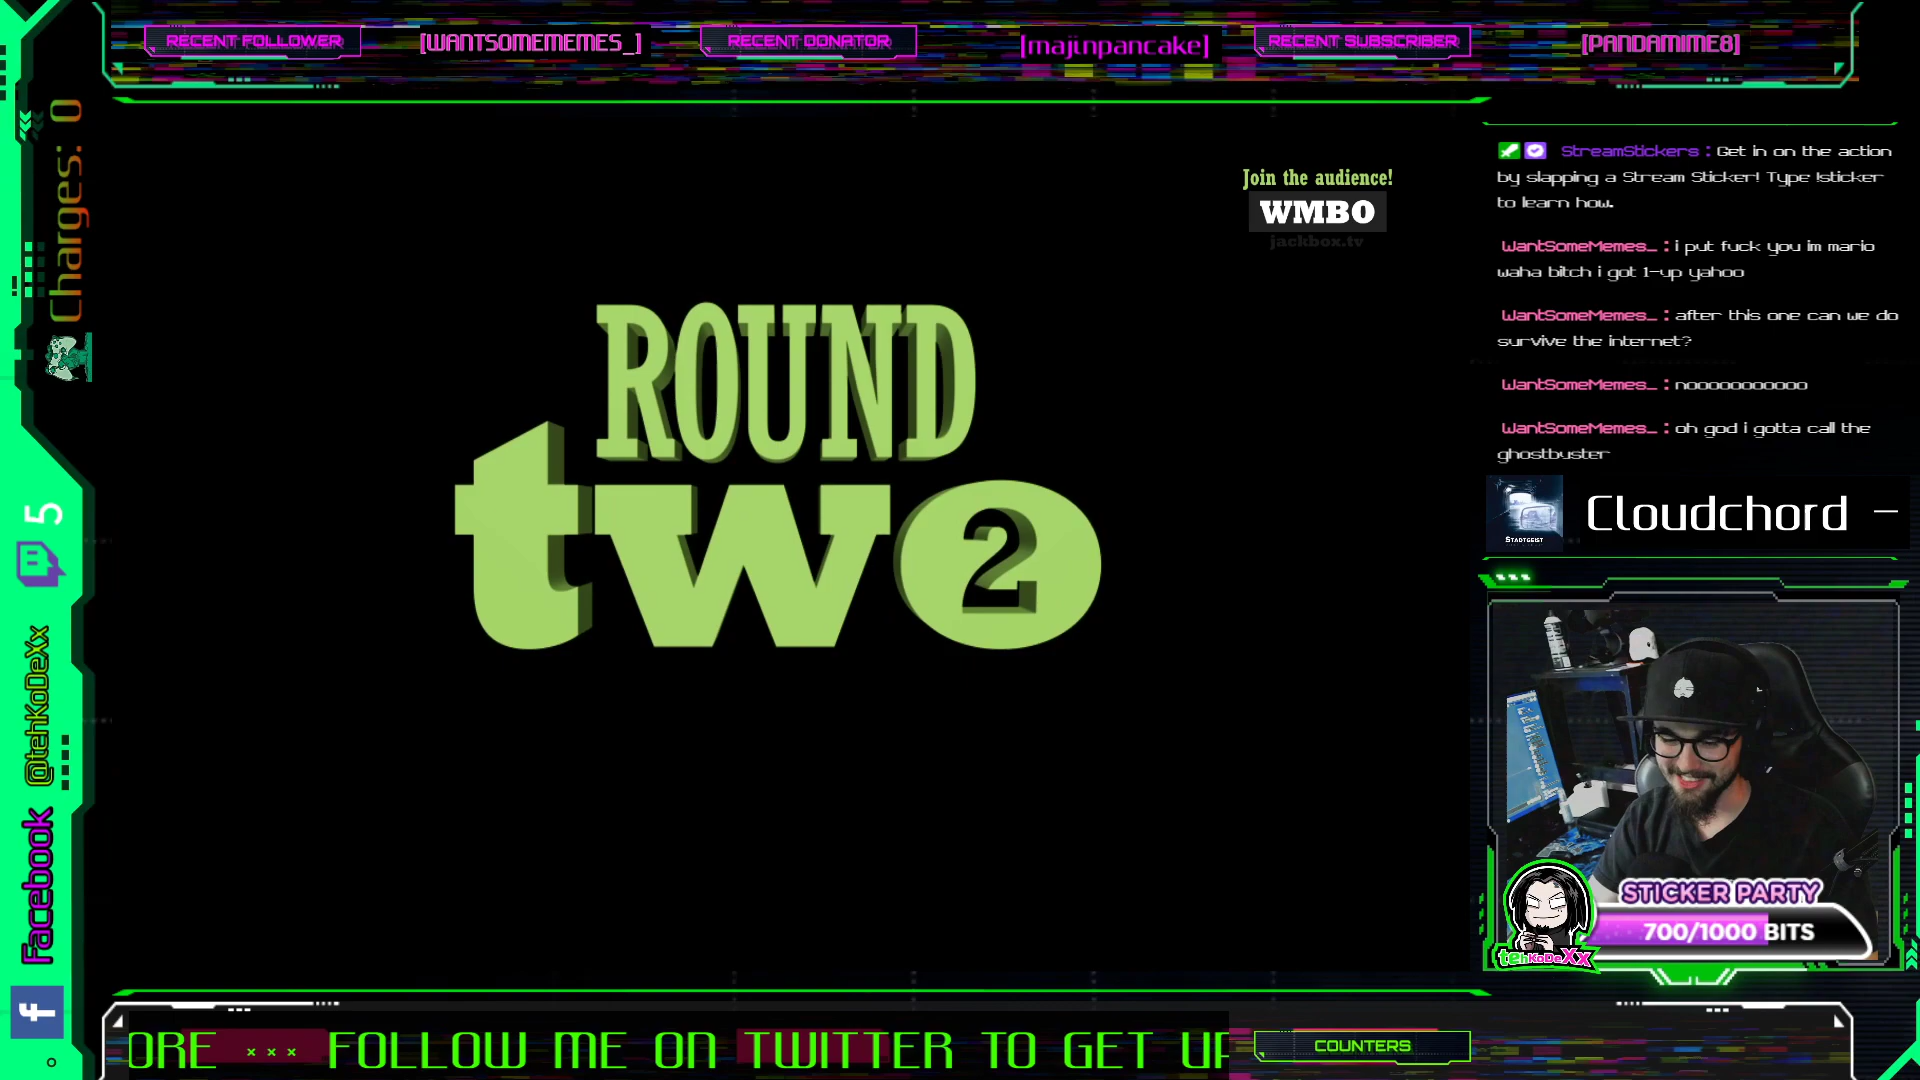 RECENT FOLLOWER
[WANTSOMEMEMES_]
RECENT DONATOR
[majinpancake]
RECENT SUBSCRIBER
[PANDAMIME8]
Charges: 0
5
@tehKoDeXx
Facebook
f
Join the audience!
WMBO
jackbox.tv
ROUND
two
2
StreamStickers : Get in on the action
by slapping a Stream Sticker! Type !sticker
to learn how.
WantSomeMemes_ : i put fuck you im mario
waha bitch i got 1-up yahoo
WantSomeMemes_ : after this one can we do
survive the internet?
WantSomeMemes_ : nooooooooooo
WantSomeMemes_ : oh god i gotta call the
ghostbuster
STADTGEIST
Cloudchord –
STICKER PARTY
700/1000 BITS
tehKoDeXx
ORE xxx FOLLOW ME ON TWITTER TO GET UP
COUNTERS